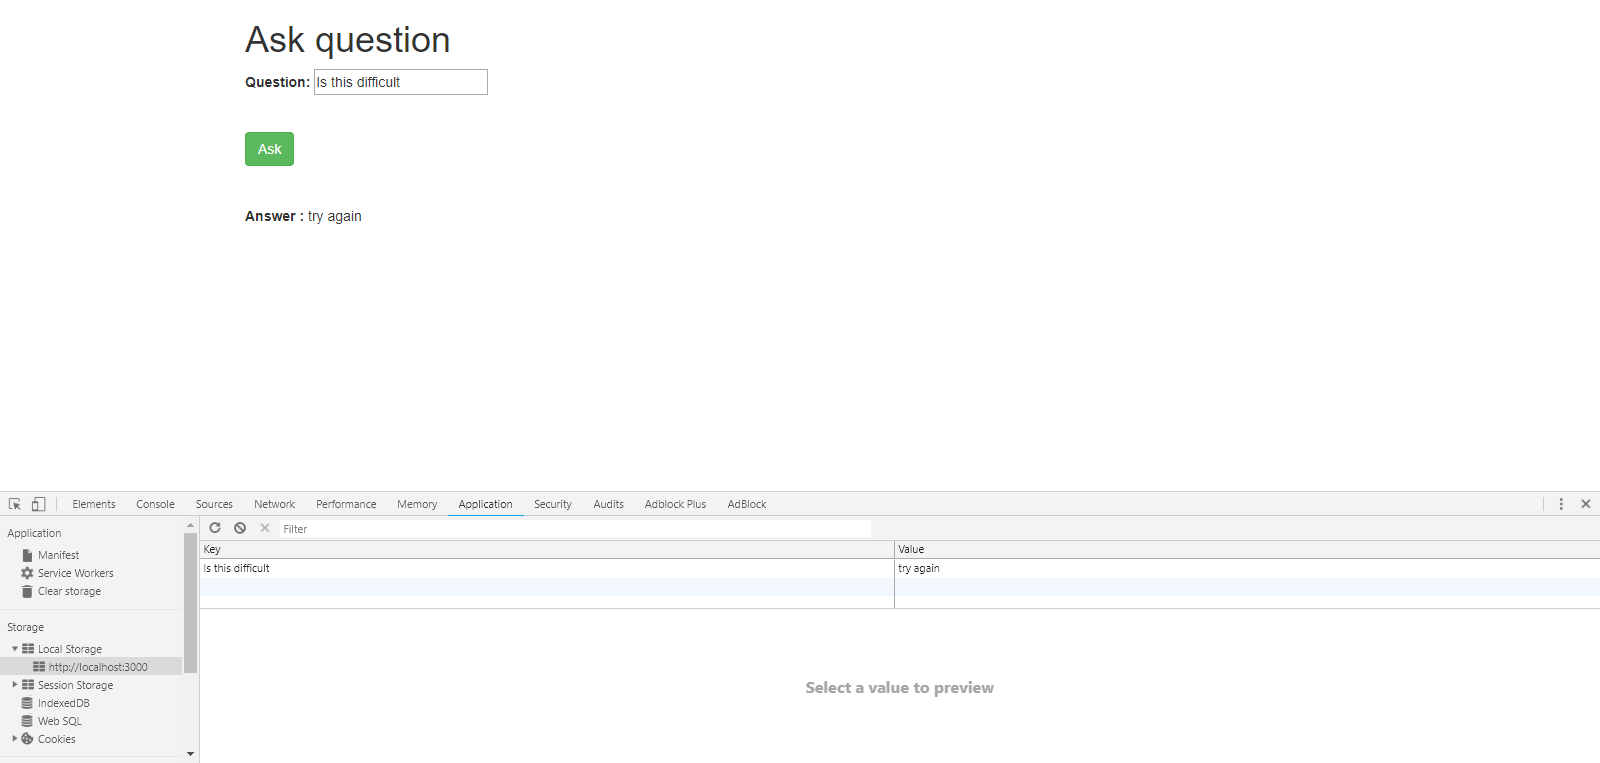 Ask question
Question: Is this difficult
Ask
Answer : try again
Elements Console Sources Network Performance Memory Application Security Audits Adblock Plus AdBlock
Application
Manifest
Service Workers
Clear storage
Storage
Local Storage
http://localhost:3000
Session Storage
IndexedDB
Web SQL
Cookies
Filter
Key Value
Is this difficult try again
Select a value to preview